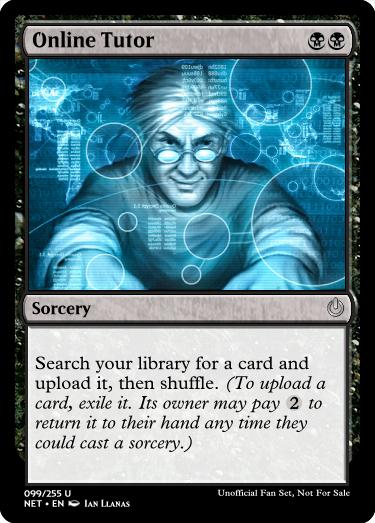 Online Tutor
Sorcery
Search your library for a card and
upload it, then shuffle. (To upload a
card, exile it. Its owner may pay 2 to
return it to their hand any time they
could cast a sorcery.)
099/255 U
NET • EN Ian Llanas
Unofficial Fan Set, Not For Sale